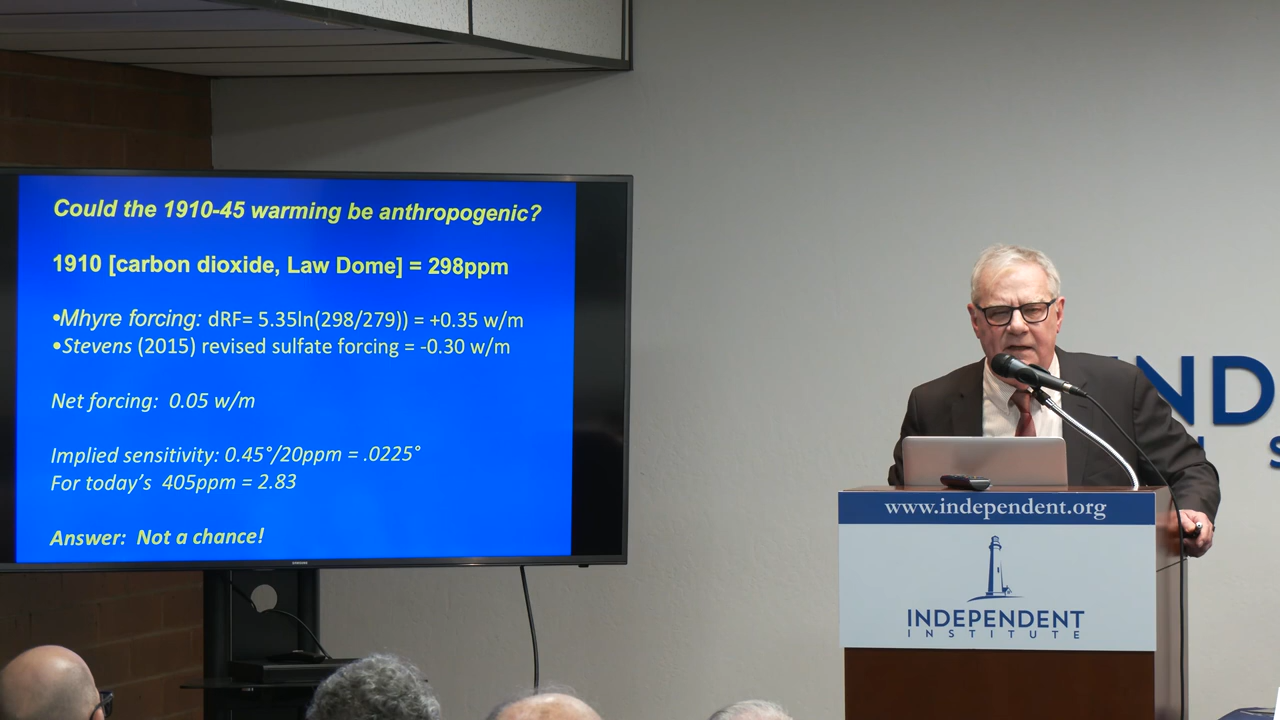 Could the 1910-45 warming be anthropogenic?
1910 [carbon dioxide, Law Dome] = 298ppm
•Mhyre forcing: dRF= 5.35ln(298/279)) = +0.35 w/m
•Stevens (2015) revised sulfate forcing = -0.30 w/m
Net forcing: 0.05 w/m
Implied sensitivity: 0.45°/20ppm = .0225°
For today's 405ppm = 2.83
Answer: Not a chance!
SAMSUNG
IND
S
www.independent.org
INDEPENDENT
INSTITUTE